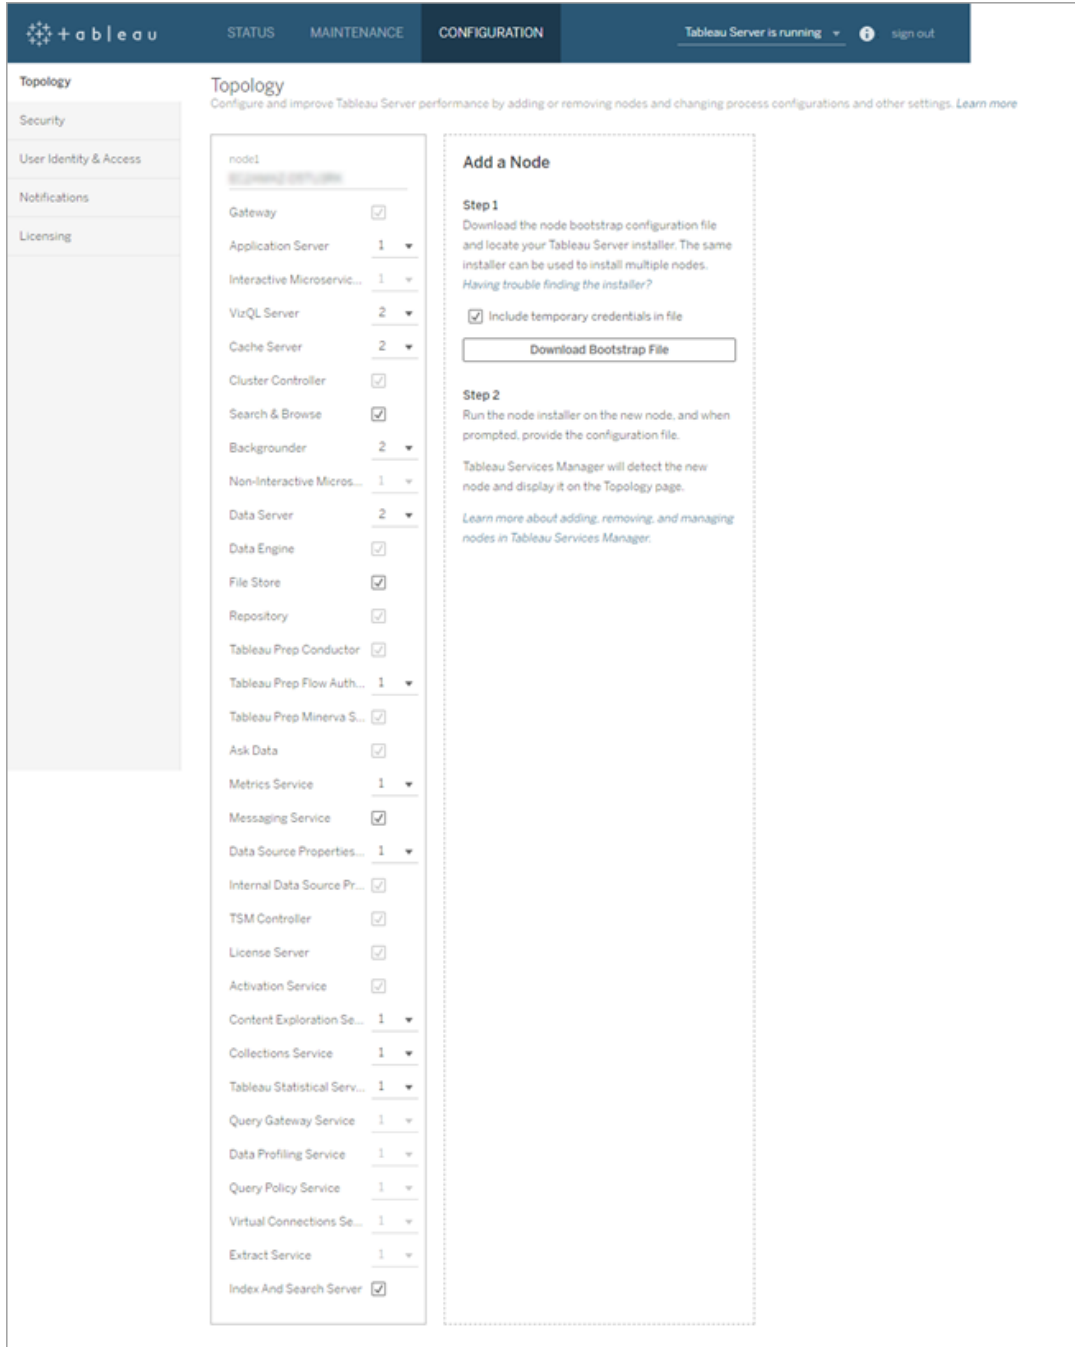 + a b l e a u
STATUS MAINTENANCE CONFIGURATION Tableau Server is running sign out
Topology
Security
User Identity & Access
Notifications
Licensing
Topology
Configure and improve Tableau Server performance by adding or removing nodes and changing process configurations and other settings. Learn more
node1
Gateway
Application Server 1
Interactive Microservic... 1
VizQL Server 2
Cache Server 2
Cluster Controller
Search & Browse
Backgrounder 2
Non-Interactive Micros... 1
Data Server 2
Data Engine
File Store
Repository
Tableau Prep Conductor
Tableau Prep Flow Auth... 1
Tableau Prep Minerva S...
Ask Data
Metrics Service 1
Messaging Service
Data Source Properties... 1
Internal Data Source Pr...
TSM Controller
License Server
Activation Service
Content Exploration Se... 1
Collections Service 1
Tableau Statistical Serv... 1
Query Gateway Service 1
Data Profiling Service 1
Query Policy Service 1
Virtual Connections Se... 1
Extract Service 1
Index And Search Server
Add a Node
Step 1
Download the node bootstrap configuration file
and locate your Tableau Server installer. The same
installer can be used to install multiple nodes.
Having trouble finding the installer?
Include temporary credentials in file
Download Bootstrap File
Step 2
Run the node installer on the new node, and when
prompted, provide the configuration file.
Tableau Services Manager will detect the new
node and display it on the Topology page.
Learn more about adding, removing, and managing
nodes in Tableau Services Manager.